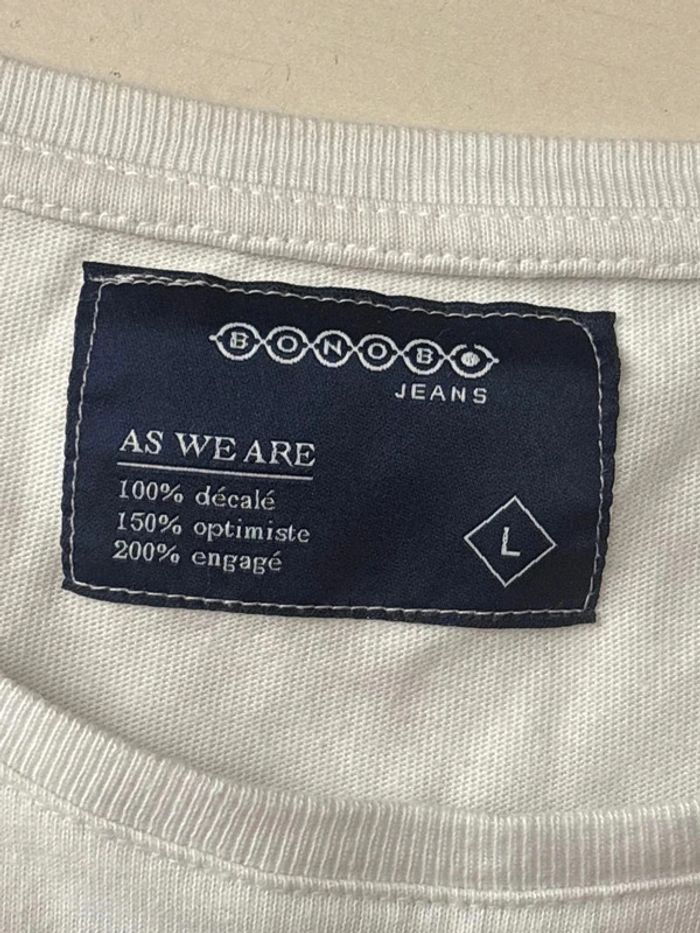 BONOBO
JEANS
AS WE ARE
100% décalé
150% optimiste
200% engagé
L